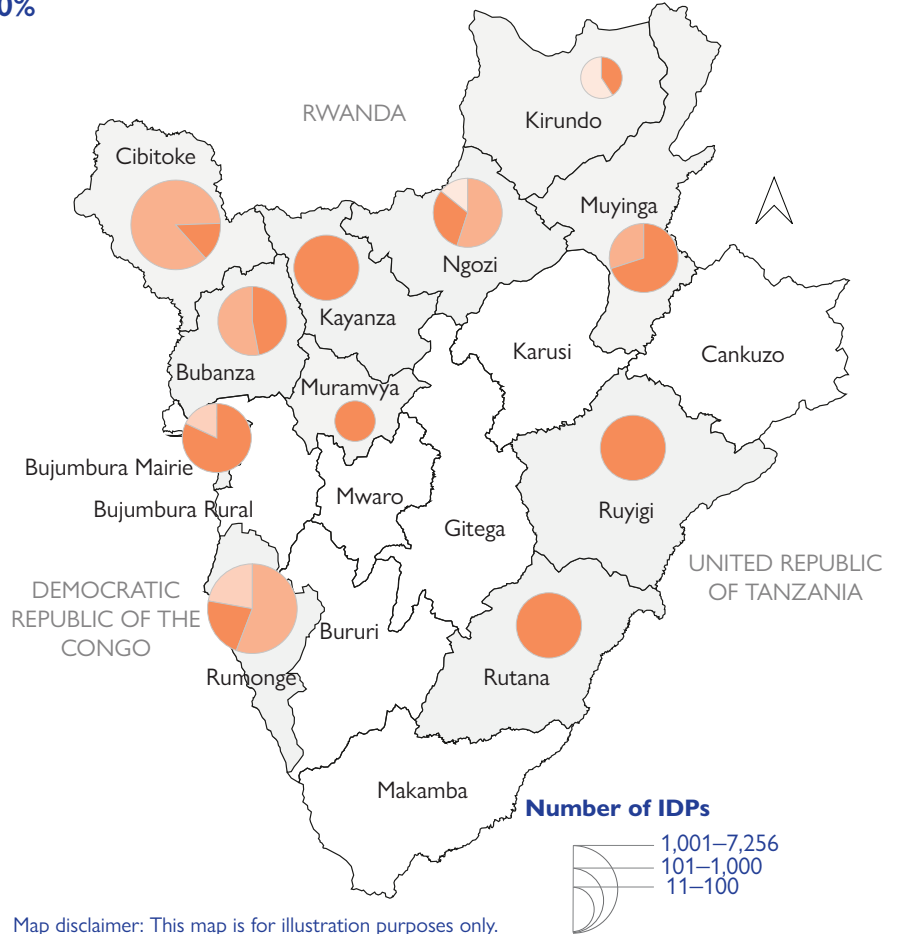 0%
RWANDA
Kirundo
Cibitoke
Muyinga
Ngozi
Kayanza
Karusi
Cankuzo
Bubanza
Muramvya
Bujumbura Mairie
Mwaro
Bujumbura Rural
Ruyigi
Gitega
UNITED REPUBLIC
OF TANZANIA
DEMOCRATIC
REPUBLIC OF THE
CONGO
Bururi
Rumonge
Rutana
Makamba
Number of IDPs
1,001–7,256
101–1,000
11–100
Map disclaimer: This map is for illustration purposes only.